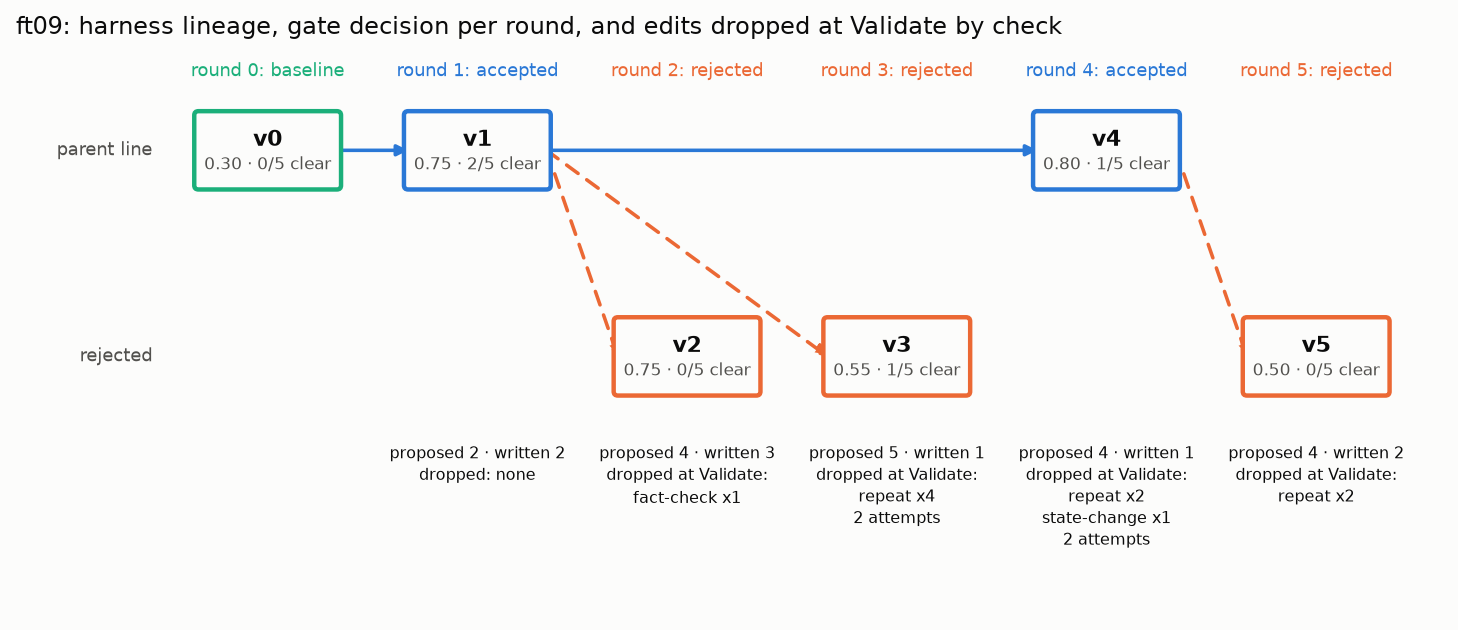 ft09: harness lineage, gate decision per round, and edits dropped at Validate by check
round 0: baseline
round 1: accepted
round 2: rejected
round 3: rejected
round 4: accepted
round 5: rejected
parent line
v0
0.30 · 0/5 clear
v1
0.75 · 2/5 clear
v4
0.80 · 1/5 clear
rejected
v2
0.75 · 0/5 clear
v3
0.55 · 1/5 clear
v5
0.50 · 0/5 clear
proposed 2 · written 2
dropped: none
proposed 4 · written 3
dropped at Validate:
fact-check x1
proposed 5 · written 1
dropped at Validate:
repeat x4
2 attempts
proposed 4 · written 1
dropped at Validate:
repeat x2
state-change x1
2 attempts
proposed 4 · written 2
dropped at Validate:
repeat x2